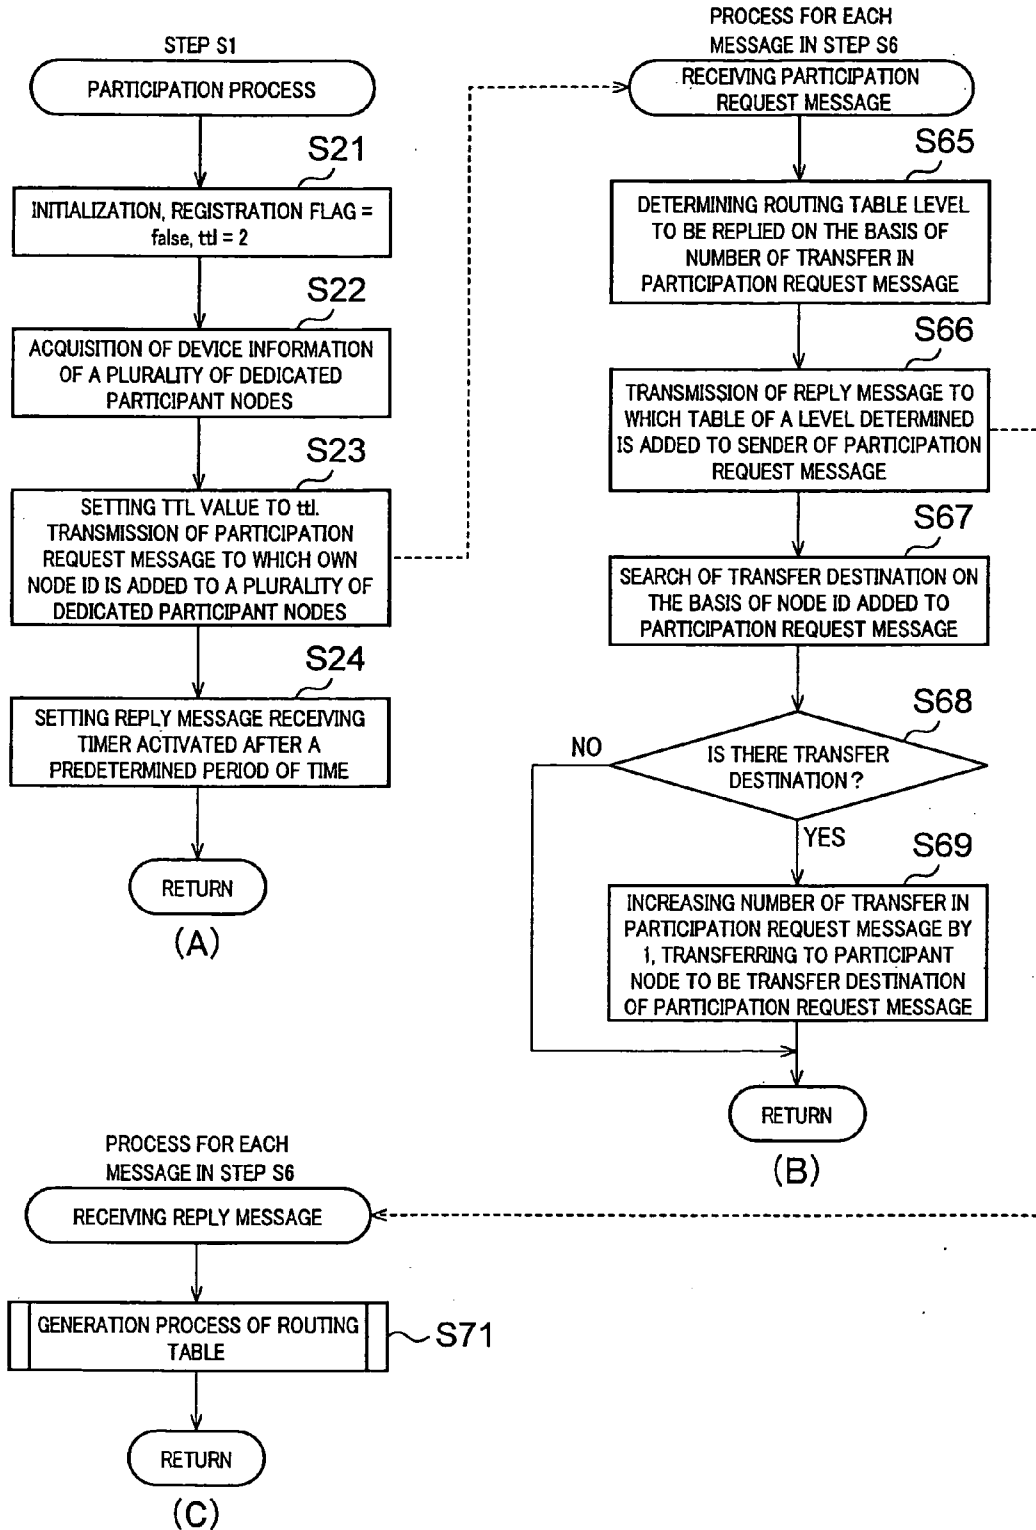 STEP S1
PARTICIPATION PROCESS
S21
INITIALIZATION, REGISTRATION FLAG =
false, ttl = 2
S22
ACQUISITION OF DEVICE INFORMATION
OF A PLURALITY OF DEDICATED
PARTICIPANT NODES
S23
SETTING TTL VALUE TO ttl.
TRANSMISSION OF PARTICIPATION
REQUEST MESSAGE TO WHICH OWN
NODE ID IS ADDED TO A PLURALITY OF
DEDICATED PARTICIPANT NODES
S24
SETTING REPLY MESSAGE RECEIVING
TIMER ACTIVATED AFTER A
PREDETERMINED PERIOD OF TIME
RETURN
(A)
PROCESS FOR EACH
MESSAGE IN STEP S6
RECEIVING PARTICIPATION
REQUEST MESSAGE
S65
DETERMINING ROUTING TABLE LEVEL
TO BE REPLIED ON THE BASIS OF
NUMBER OF TRANSFER IN
PARTICIPATION REQUEST MESSAGE
S66
TRANSMISSION OF REPLY MESSAGE TO
WHICH TABLE OF A LEVEL DETERMINED
IS ADDED TO SENDER OF PARTICIPATION
REQUEST MESSAGE
S67
SEARCH OF TRANSFER DESTINATION ON
THE BASIS OF NODE ID ADDED TO
PARTICIPATION REQUEST MESSAGE
S68
IS THERE TRANSFER
DESTINATION?
NO
YES
S69
INCREASING NUMBER OF TRANSFER IN
PARTICIPATION REQUEST MESSAGE BY
1, TRANSFERRING TO PARTICIPANT
NODE TO BE TRANSFER DESTINATION
OF PARTICIPATION REQUEST MESSAGE
RETURN
(B)
PROCESS FOR EACH
MESSAGE IN STEP S6
RECEIVING REPLY MESSAGE
GENERATION PROCESS OF ROUTING
TABLE
S71
RETURN
(C)